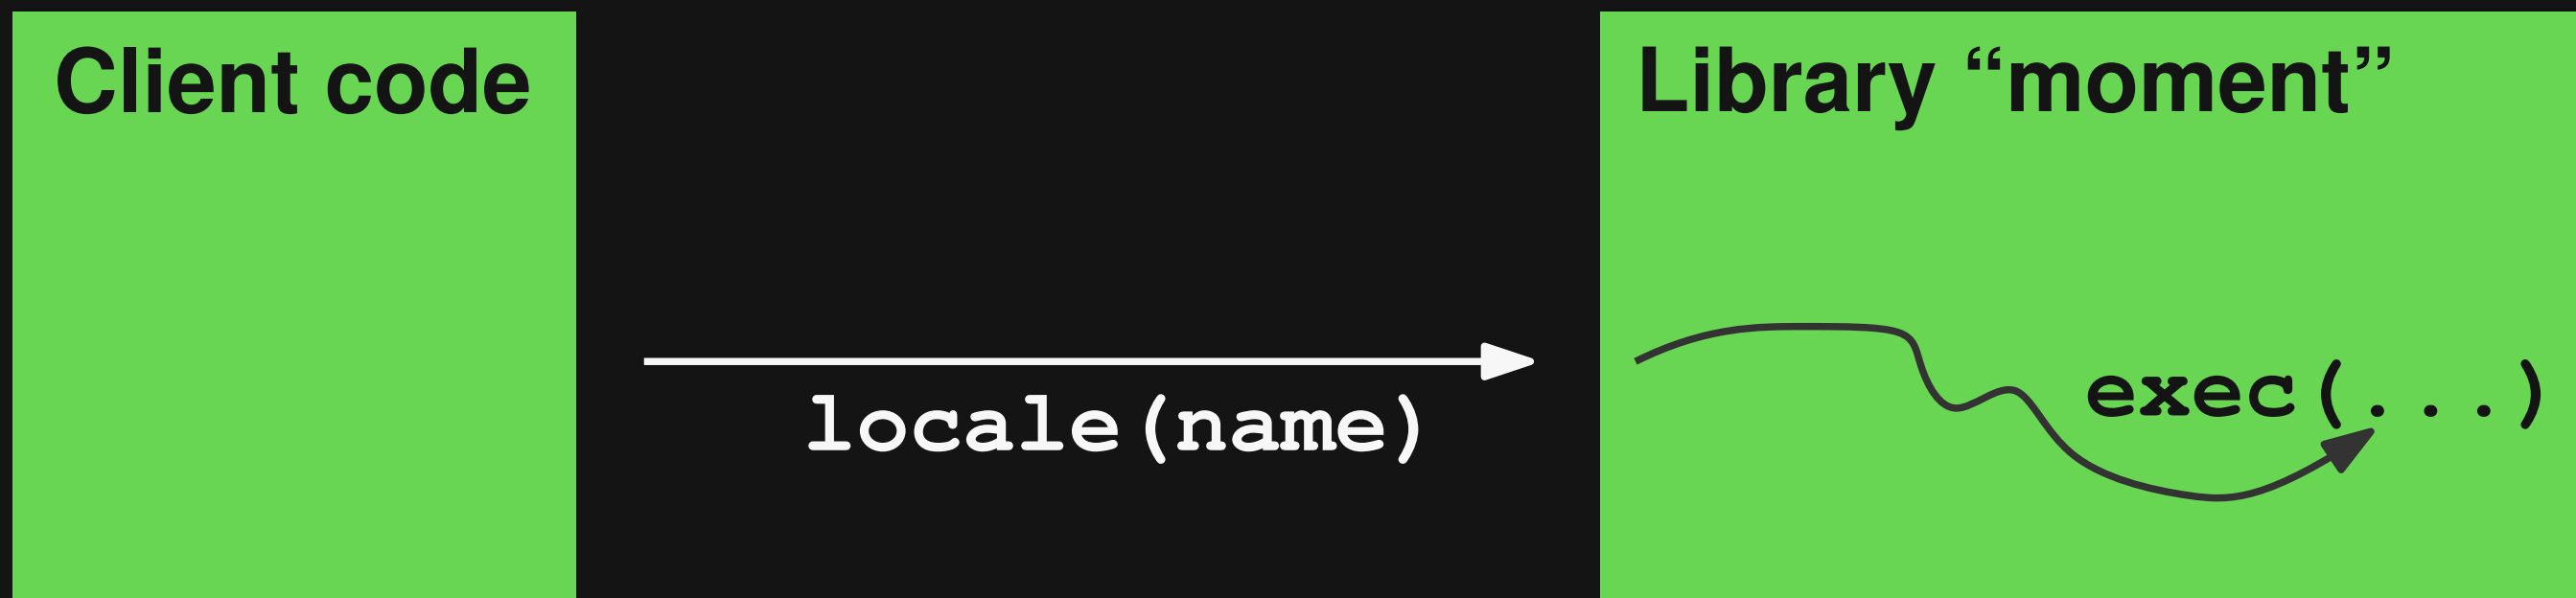 Client code
Library “moment”
locale(name)
exec(...)